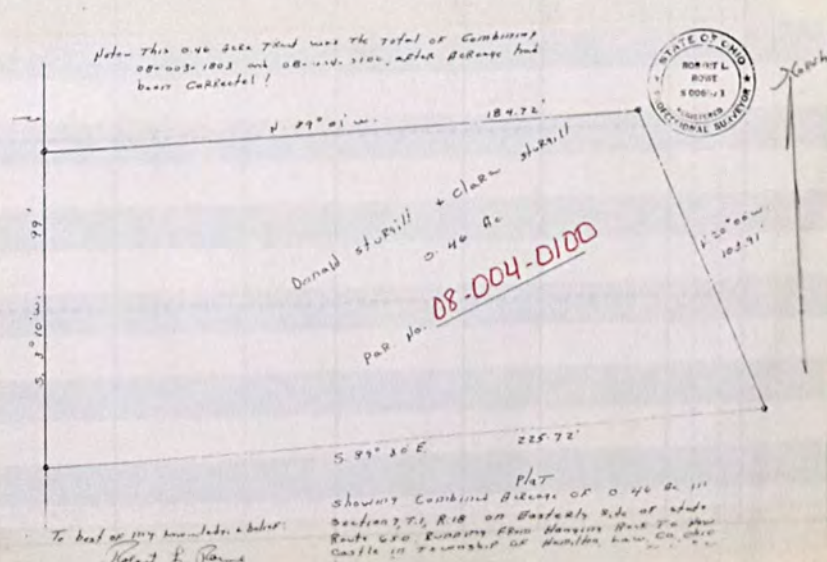 Note:- This 0.46 Acre Tract was The Total of Combining
08-003-1803 and 08- -0100, after Acreage had
been Corrected!
STATE OF OHIO
ROBERT L.
ROWE
REGISTERED
SURVEYOR
N. 89° 01' W. 184.72'
Donald Sturgill + Clara Sturgill
0.46 Ac
Par. No. 08-004-0100
S. 3° 10 W. 99'
N 20° 06 W
103.91
S. 89° 30 E 225.72'
Plat
Showing Combined Acreage of 0.46 Ac in
Section 7, T.1, R.18 on Easterly Side of State
Route 650 Running From Hanging Rock To New
Castle in Township of Hamilton, Law. Co. Ohio
To best of my knowledge & belief:
Robert L Rowe